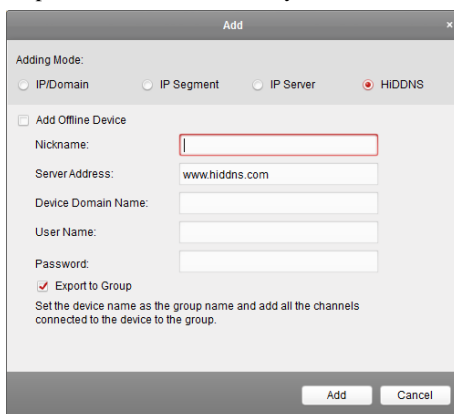 Add ×
Adding Mode:
IP/Domain IP Segment IP Server HiDDNS
Add Offline Device
Nickname:
Server Address: www.hiddns.com
Device Domain Name:
User Name:
Password:
Export to Group
Set the device name as the group name and add all the channels
connected to the device to the group.
Add Cancel